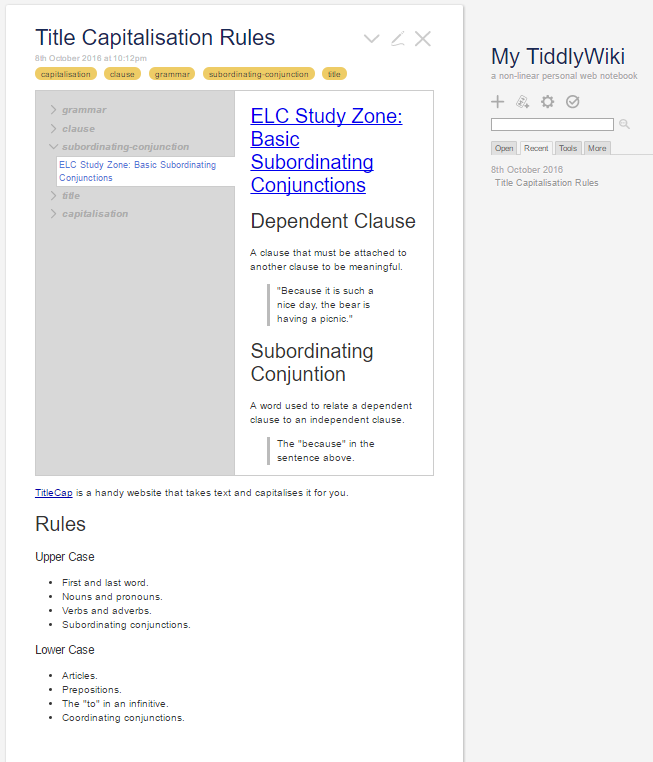 Title Capitalisation Rules
8th October 2016 at 10:12pm
capitalisation clause grammar subordinating-conjunction title
grammar
clause
subordinating-conjunction
ELC Study Zone: Basic Subordinating
Conjunctions
title
capitalisation
ELC Study Zone:
Basic
Subordinating
Conjunctions
Dependent Clause
A clause that must be attached to
another clause to be meaningful.
"Because it is such a
nice day, the bear is
having a picnic."
Subordinating
Conjuntion
A word used to relate a dependent
clause to an independent clause.
The "because" in the
sentence above.
TitleCap is a handy website that takes text and capitalises it for you.
Rules
Upper Case
• First and last word.
• Nouns and pronouns.
• Verbs and adverbs.
• Subordinating conjunctions.
Lower Case
• Articles.
• Prepositions.
• The "to" in an infinitive.
• Coordinating conjunctions.
My TiddlyWiki
a non-linear personal web notebook
Open Recent Tools More
8th October 2016
Title Capitalisation Rules